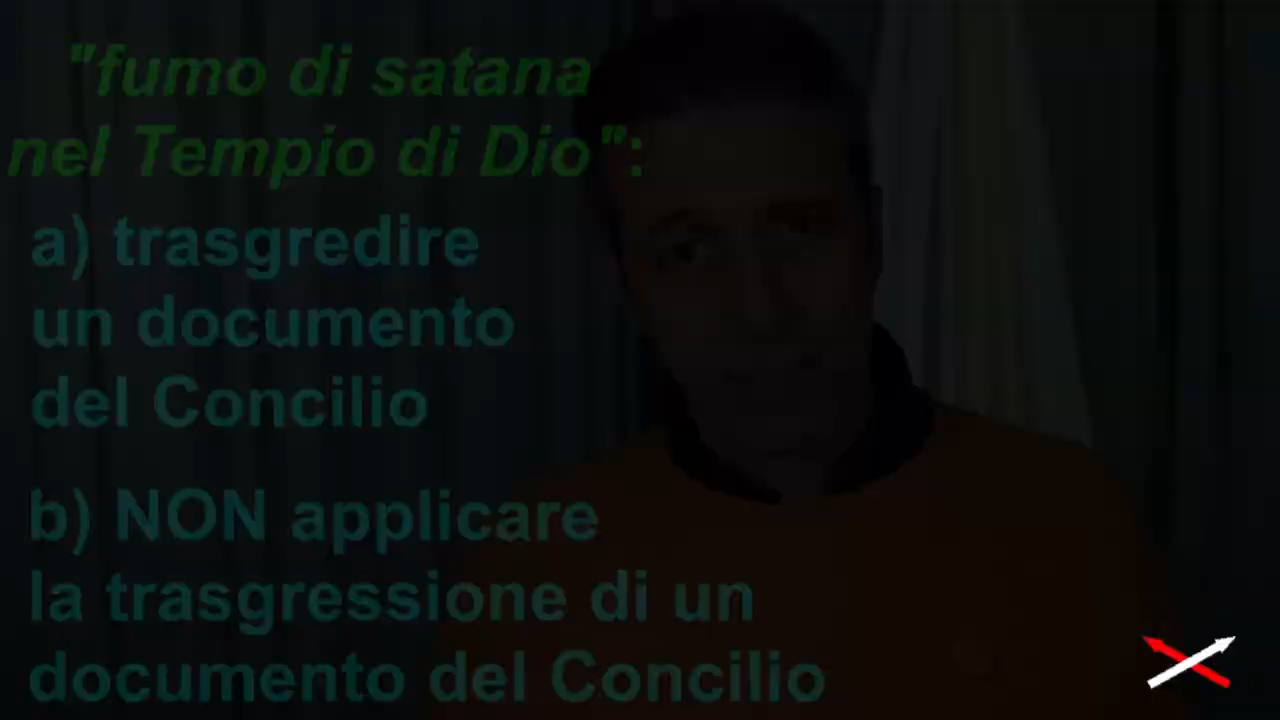 "fumo di satana
nel Tempio di Dio":
a) trasgredire
un documento
del Concilio
b) NON applicare
la trasgressione di un
documento del Concilio